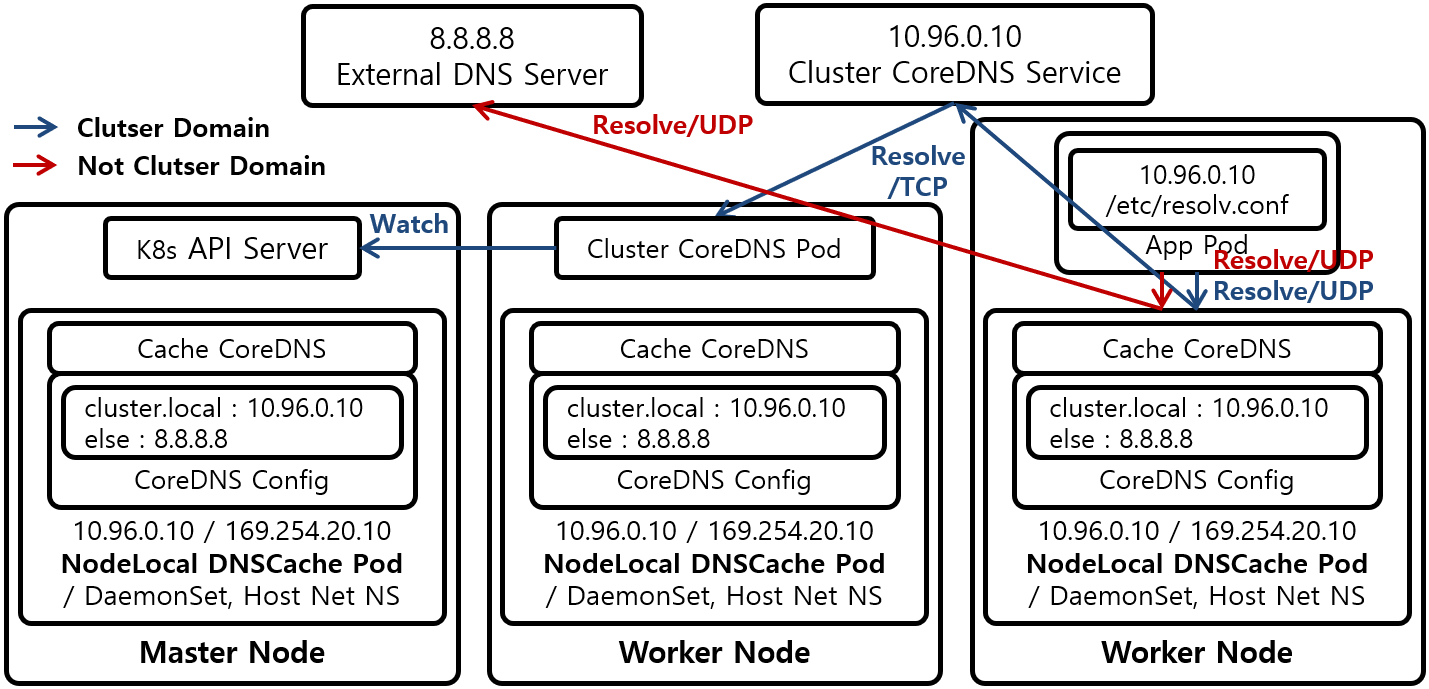 8.8.8.8
External DNS Server
10.96.0.10
Cluster CoreDNS Service
Clutser Domain
Not Clutser Domain
Resolve/UDP
Resolve
/TCP
10.96.0.10
/etc/resolv.conf
App Pod
Resolve/UDP
Resolve/UDP
K8s API Server
Watch
Cluster CoreDNS Pod
Cache CoreDNS
cluster.local : 10.96.0.10
else : 8.8.8.8
CoreDNS Config
10.96.0.10 / 169.254.20.10
NodeLocal DNSCache Pod
/ DaemonSet, Host Net NS
Master Node
Cache CoreDNS
cluster.local : 10.96.0.10
else : 8.8.8.8
CoreDNS Config
10.96.0.10 / 169.254.20.10
NodeLocal DNSCache Pod
/ DaemonSet, Host Net NS
Worker Node
Cache CoreDNS
cluster.local : 10.96.0.10
else : 8.8.8.8
CoreDNS Config
10.96.0.10 / 169.254.20.10
NodeLocal DNSCache Pod
/ DaemonSet, Host Net NS
Worker Node